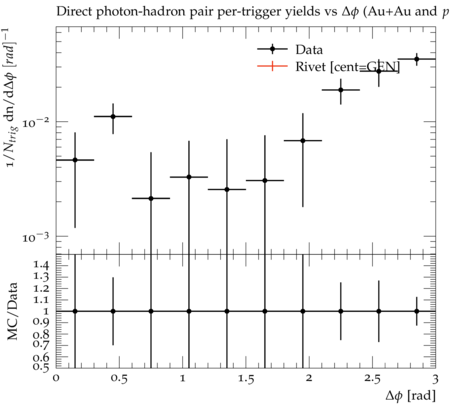 Direct photon-hadron pair per-trigger yields vs Δϕ (Au+Au and p
Data
Rivet [cent=GEN]
1/N_trig dn/dΔϕ [rad]⁻¹
10⁻²
10⁻³
MC/Data
1.4
1.3
1.2
1.1
1
0.9
0.8
0.7
0.6
0.5
0 0.5 1 1.5 2 2.5 3
Δϕ [rad]